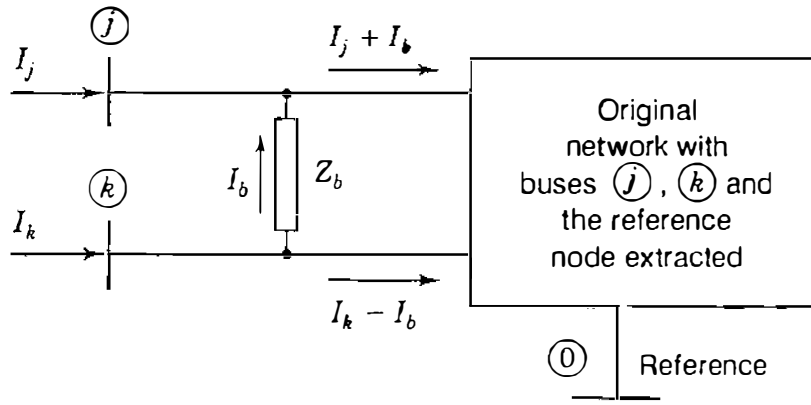 j
I_j
I_j + I_b
I_b
Z_b
k
I_k
I_k − I_b
Original
network with
buses j , k and
the reference
node extracted
0 Reference